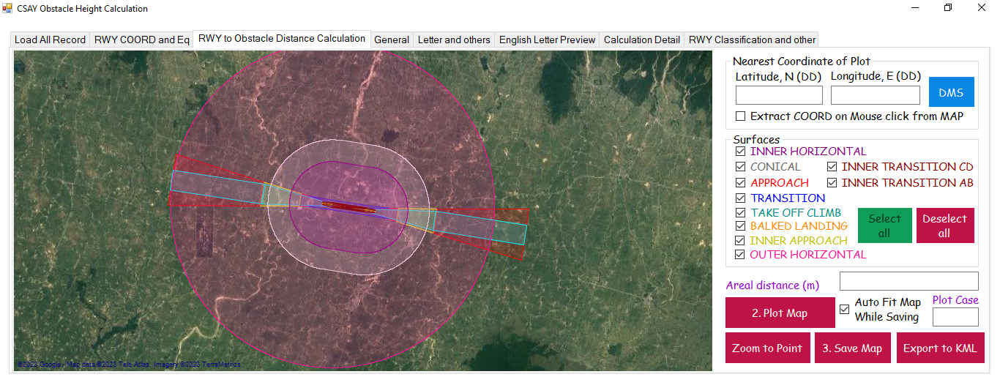 CSAY Obstacle Height Calculation
Load All Record RWY COORD and Eq RWY to Obstacle Distance Calculation General Letter and others English Letter Preview Calculation Detail RWY Classification and other
Nearest Coordinate of Plot
Latitude, N (DD) Longitude, E (DD)
DMS
Extract COORD on Mouse click from MAP
Surfaces
INNER HORIZONTAL
CONICAL INNER TRANSITION CD
APPROACH INNER TRANSITION AB
TRANSITION
TAKE OFF CLIMB
BALKED LANDING
INNER APPROACH
OUTER HORIZONTAL
Select
all
Deselect
all
Areal distance (m)
2. Plot Map
Auto Fit Map
While Saving
Plot Case
Zoom to Point 3. Save Map Export to KML
©2022 Google - Map data ©2023 Tele Atlas, Imagery ©2023 TerraMetrics